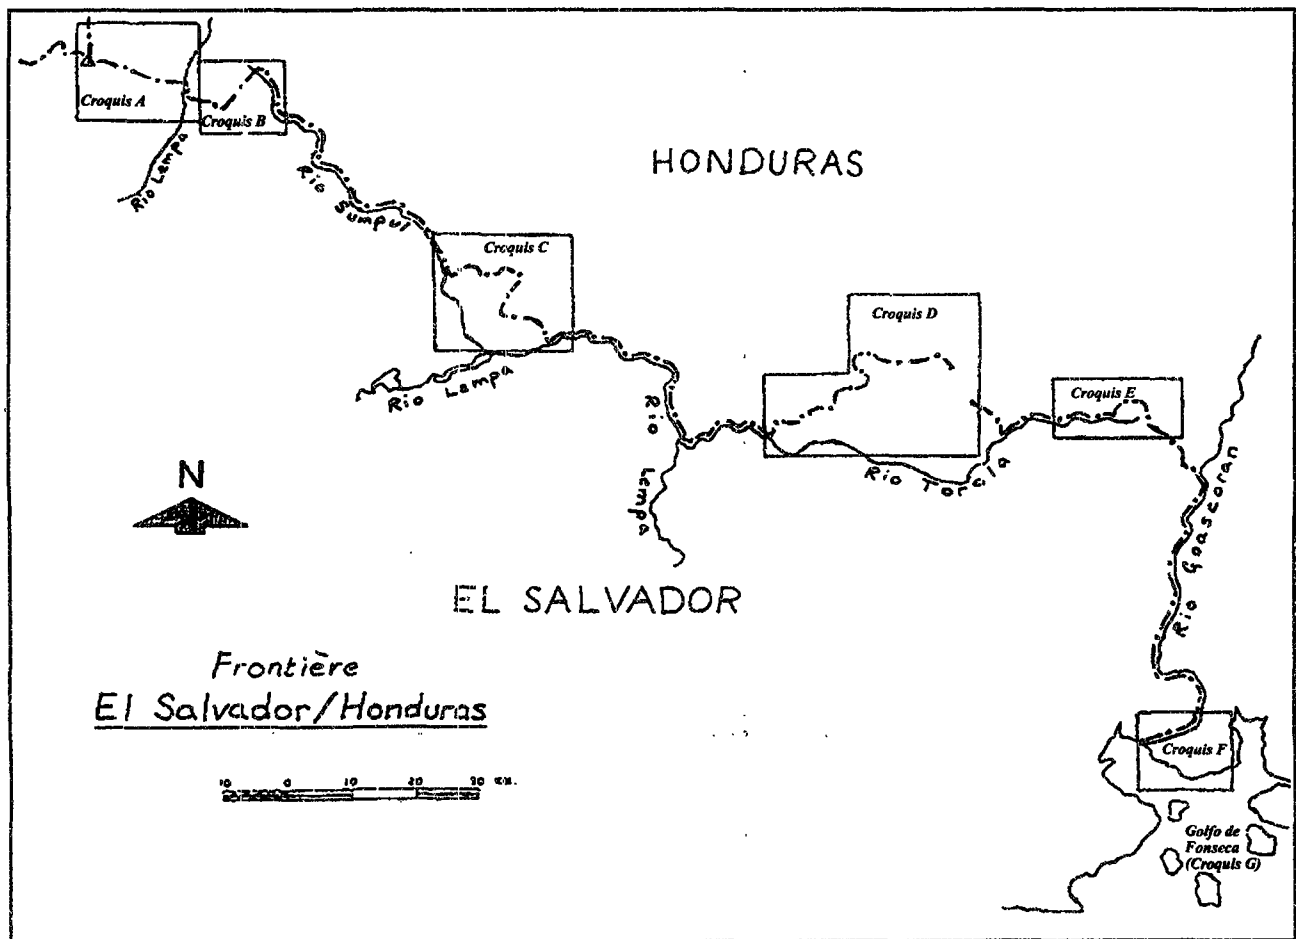 Croquis A
Croquis B
Rio Lempa
HONDURAS
Rio Sumpul
Croquis C
Croquis D
Rio Lempa
Croquis E
Rio
Lempa
Rio Torola
Rio Goascoran
N
EL SALVADOR
Frontière
El Salvador/Honduras
Croquis F
10 0 10 20 30
Golfo de
Fonseca
(Croquis G)